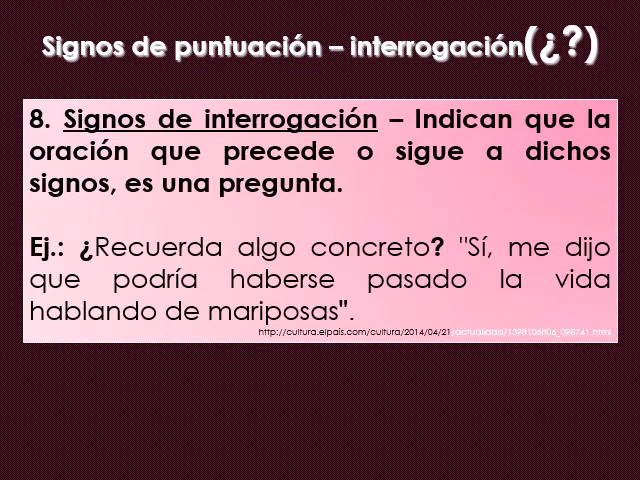 Signos de puntuación – interrogación(¿?)
8. Signos de interrogación – Indican que la
oración que precede o sigue a dichos
signos, es una pregunta.
Ej.: ¿Recuerda algo concreto? "Sí, me dijo
que podría haberse pasado la vida
hablando de mariposas".
http://cultura.elpais.com/cultura/2014/04/21/actualidad/1398106806_098741.html